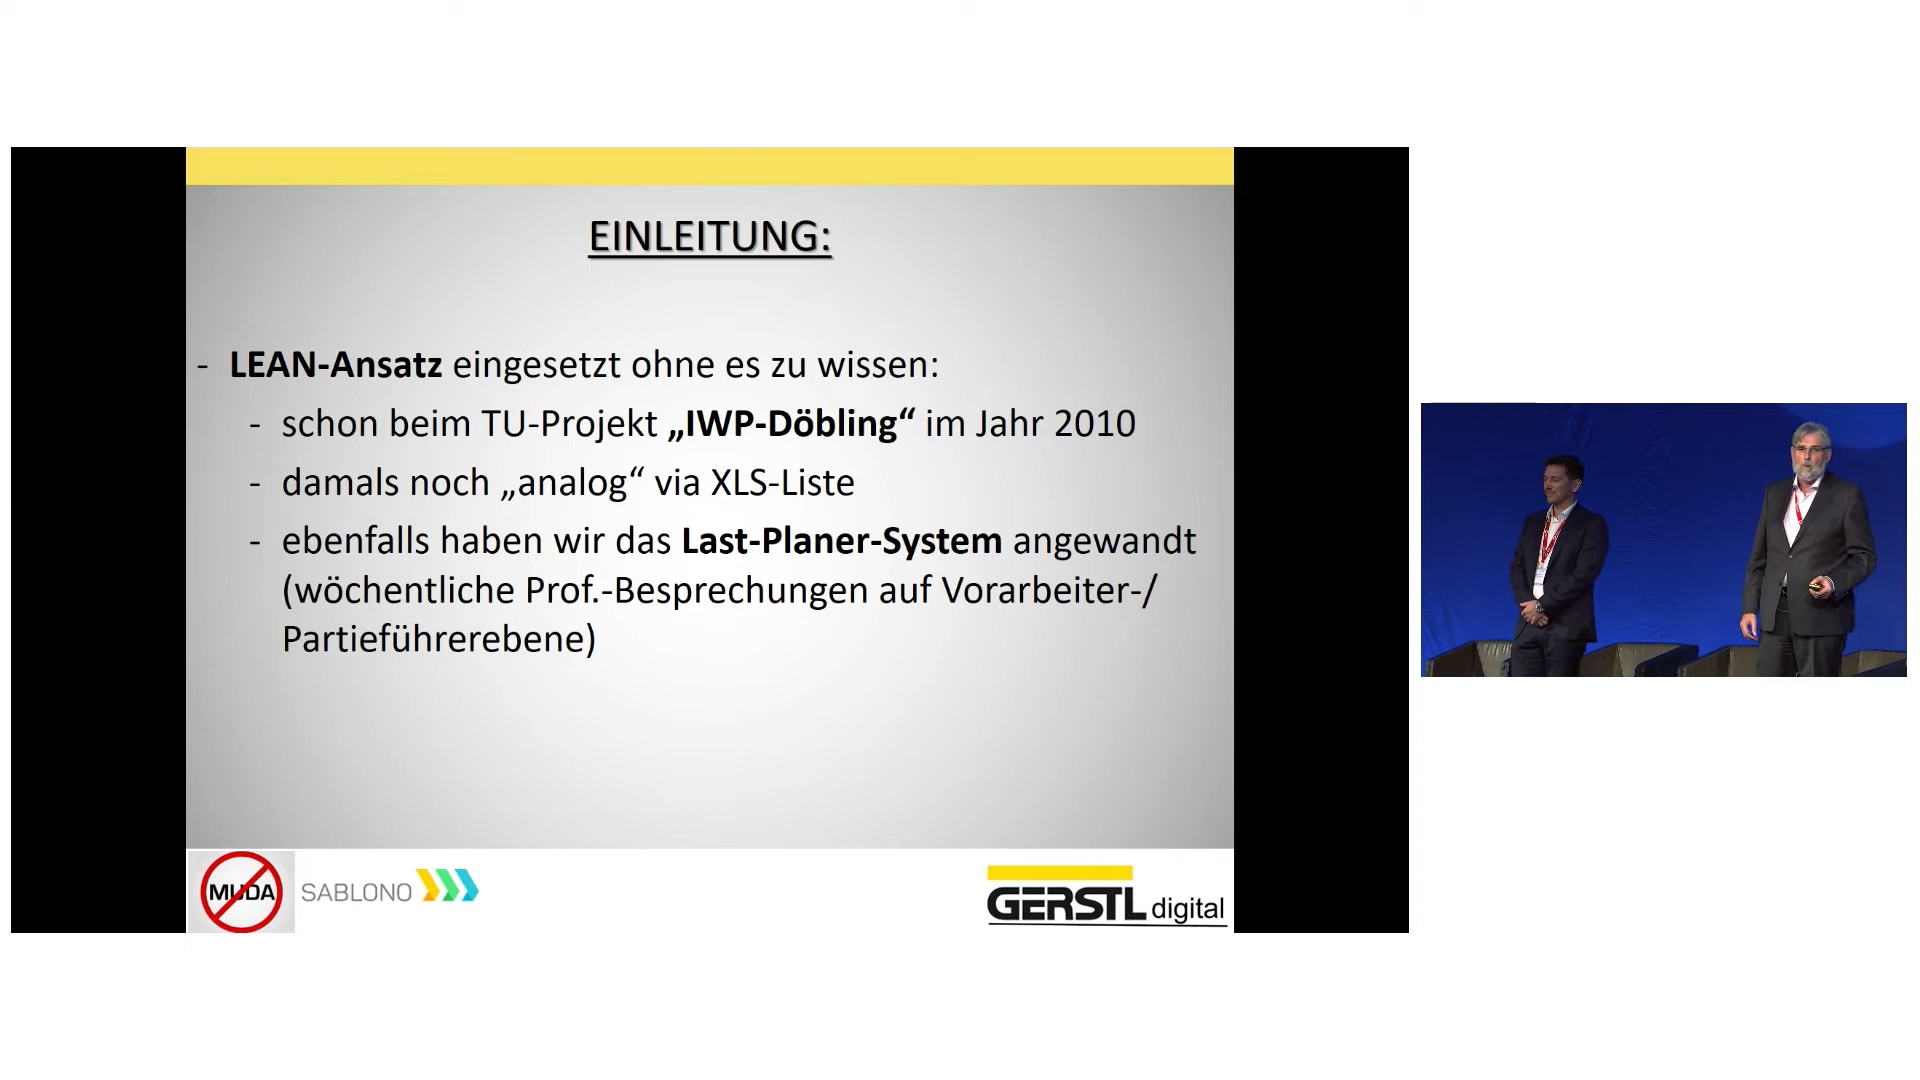 EINLEITUNG:
- LEAN-Ansatz eingesetzt ohne es zu wissen:
- schon beim TU-Projekt „IWP-Döbling“ im Jahr 2010
- damals noch „analog“ via XLS-Liste
- ebenfalls haben wir das Last-Planer-System angewandt
(wöchentliche Prof.-Besprechungen auf Vorarbeiter-/
Partieführerebene)
MUDA
SABLONO
GERSTL digital